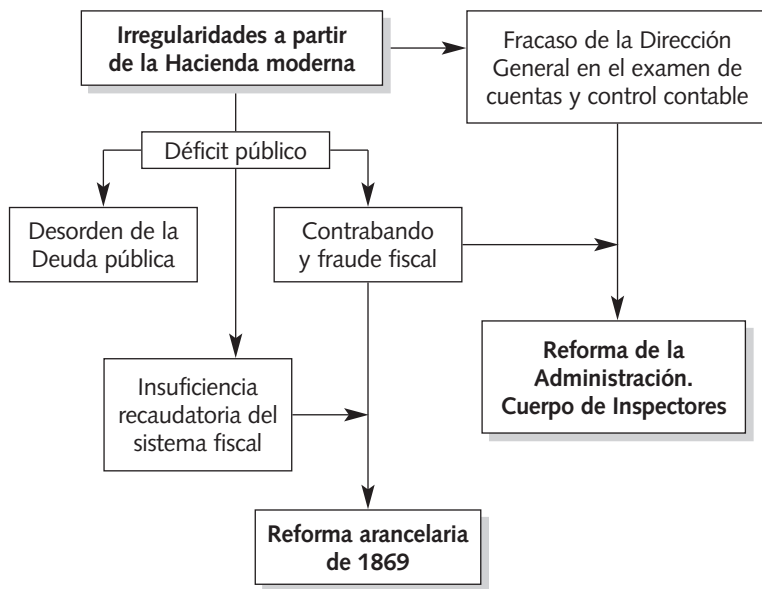 Irregularidades a partir
de la Hacienda moderna
Fracaso de la Dirección
General en el examen de
cuentas y control contable
Déficit público
Desorden de la
Deuda pública
Contrabando
y fraude fiscal
Insuficiencia
recaudatoria del
sistema fiscal
Reforma de la
Administración.
Cuerpo de Inspectores
Reforma arancelaria
de 1869